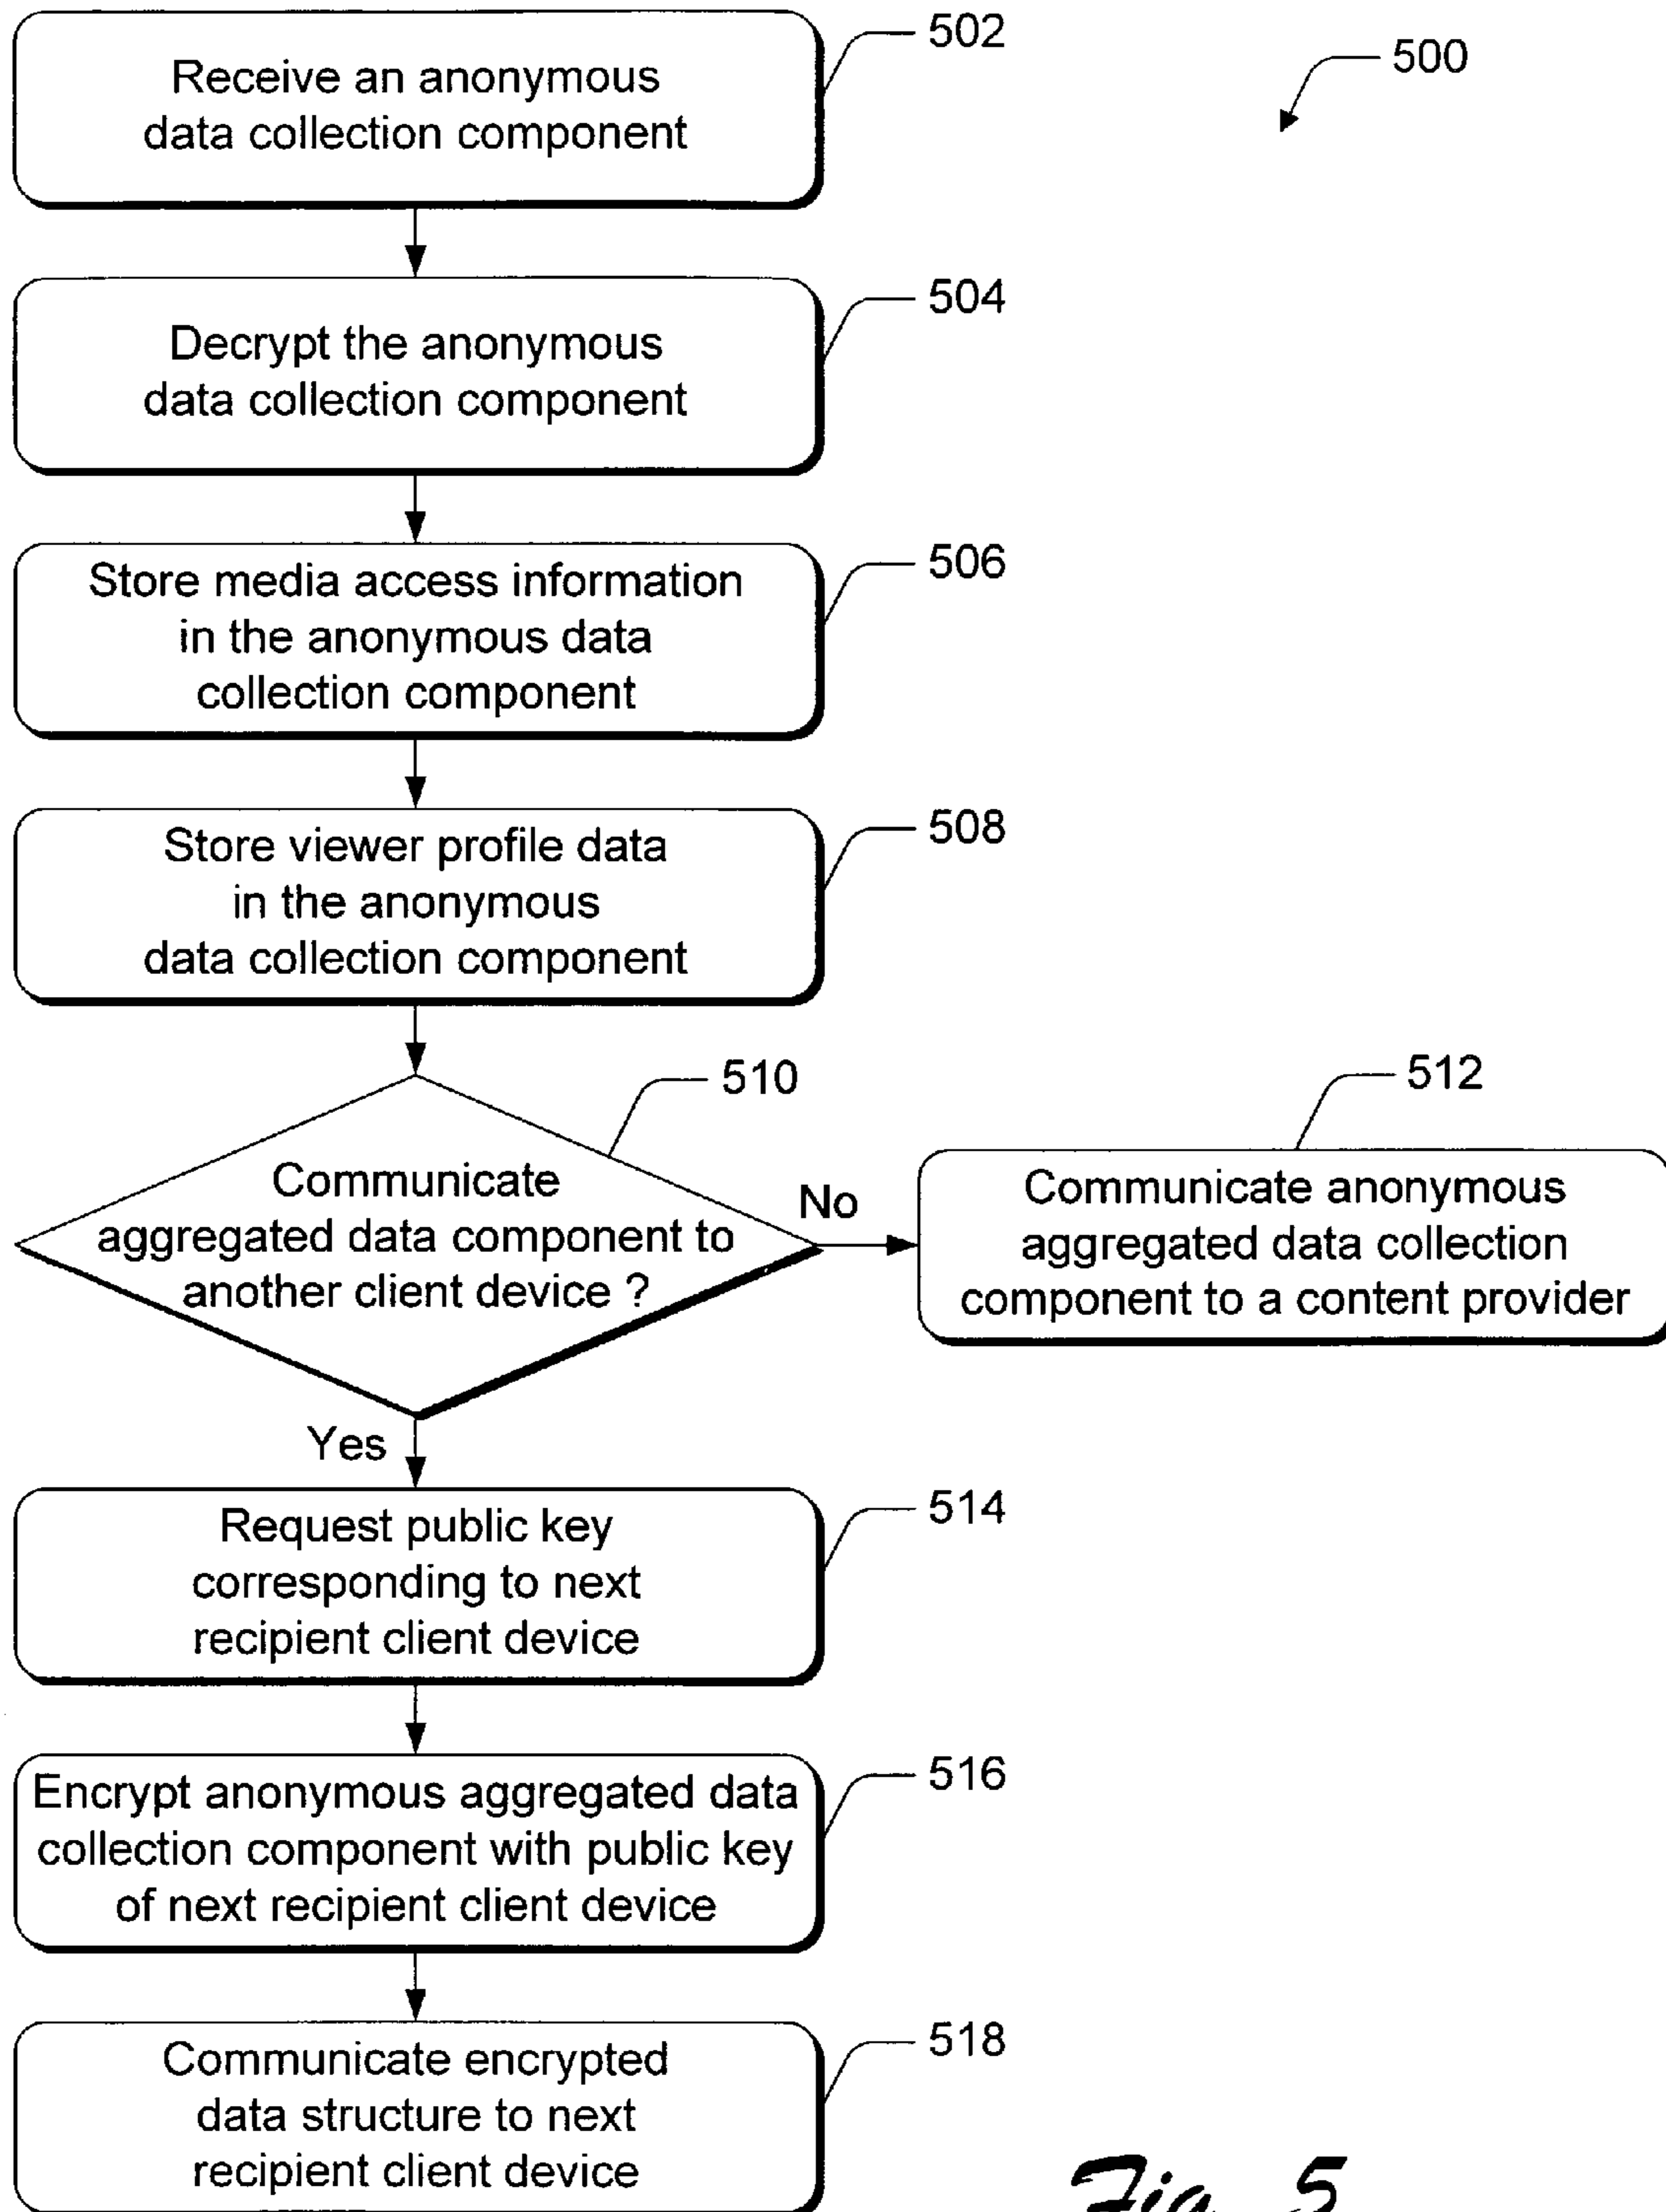 Receive an anonymous
data collection component
502
500
Decrypt the anonymous
data collection component
504
Store media access information
in the anonymous data
collection component
506
Store viewer profile data
in the anonymous
data collection component
508
Communicate
aggregated data component to
another client device ?
510
No
Communicate anonymous
aggregated data collection
component to a content provider
512
Yes
Request public key
corresponding to next
recipient client device
514
Encrypt anonymous aggregated data
collection component with public key
of next recipient client device
516
Communicate encrypted
data structure to next
recipient client device
518
Fig. 5